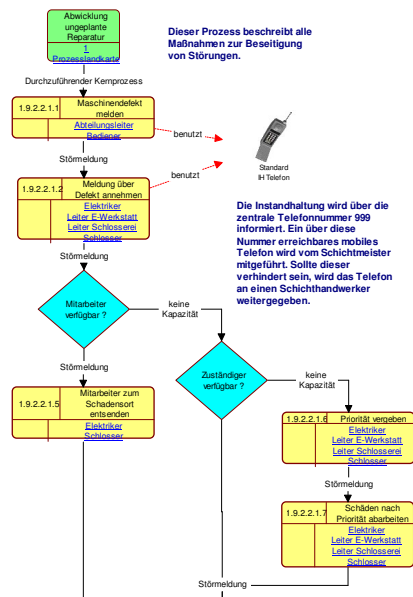 Abwicklung
ungeplante
Reparatur
1
Prozesslandkarte
Dieser Prozess beschreibt alle
Maßnahmen zur Beseitigung
von Störungen.
Durchzuführender Kernprozess
1.9.2.2.1.1
Maschinendefekt
melden
Abteilungsleiter
Bediener
benutzt
Standard
IH Telefon
Störmeldung
benutzt
1.9.2.2.1.2
Meldung über
Defekt annehmen
Elektriker
Leiter E-Werkstatt
Leiter Schlosserei
Schlosser
Die Instandhaltung wird über die
zentrale Telefonnummer 999
informiert. Ein über diese
Nummer erreichbares mobiles
Telefon wird vom Schichtmeister
mitgeführt. Sollte dieser
verhindert sein, wird das Telefon
an einen Schichthandwerker
weitergegeben.
Störmeldung
Mitarbeiter
verfügbar ?
keine
Kapazität
Störmeldung
Zuständiger
verfügbar ?
keine
Kapazität
1.9.2.2.1.5
Mitarbeiter zum
Schadensort
entsenden
Elektriker
Schlosser
1.9.2.2.1.6
Priorität vergeben
Elektriker
Leiter E-Werkstatt
Leiter Schlosserei
Schlosser
Störmeldung
1.9.2.2.1.7
Schäden nach
Priorität abarbeiten
Elektriker
Leiter E-Werkstatt
Leiter Schlosserei
Schlosser
Störmeldung